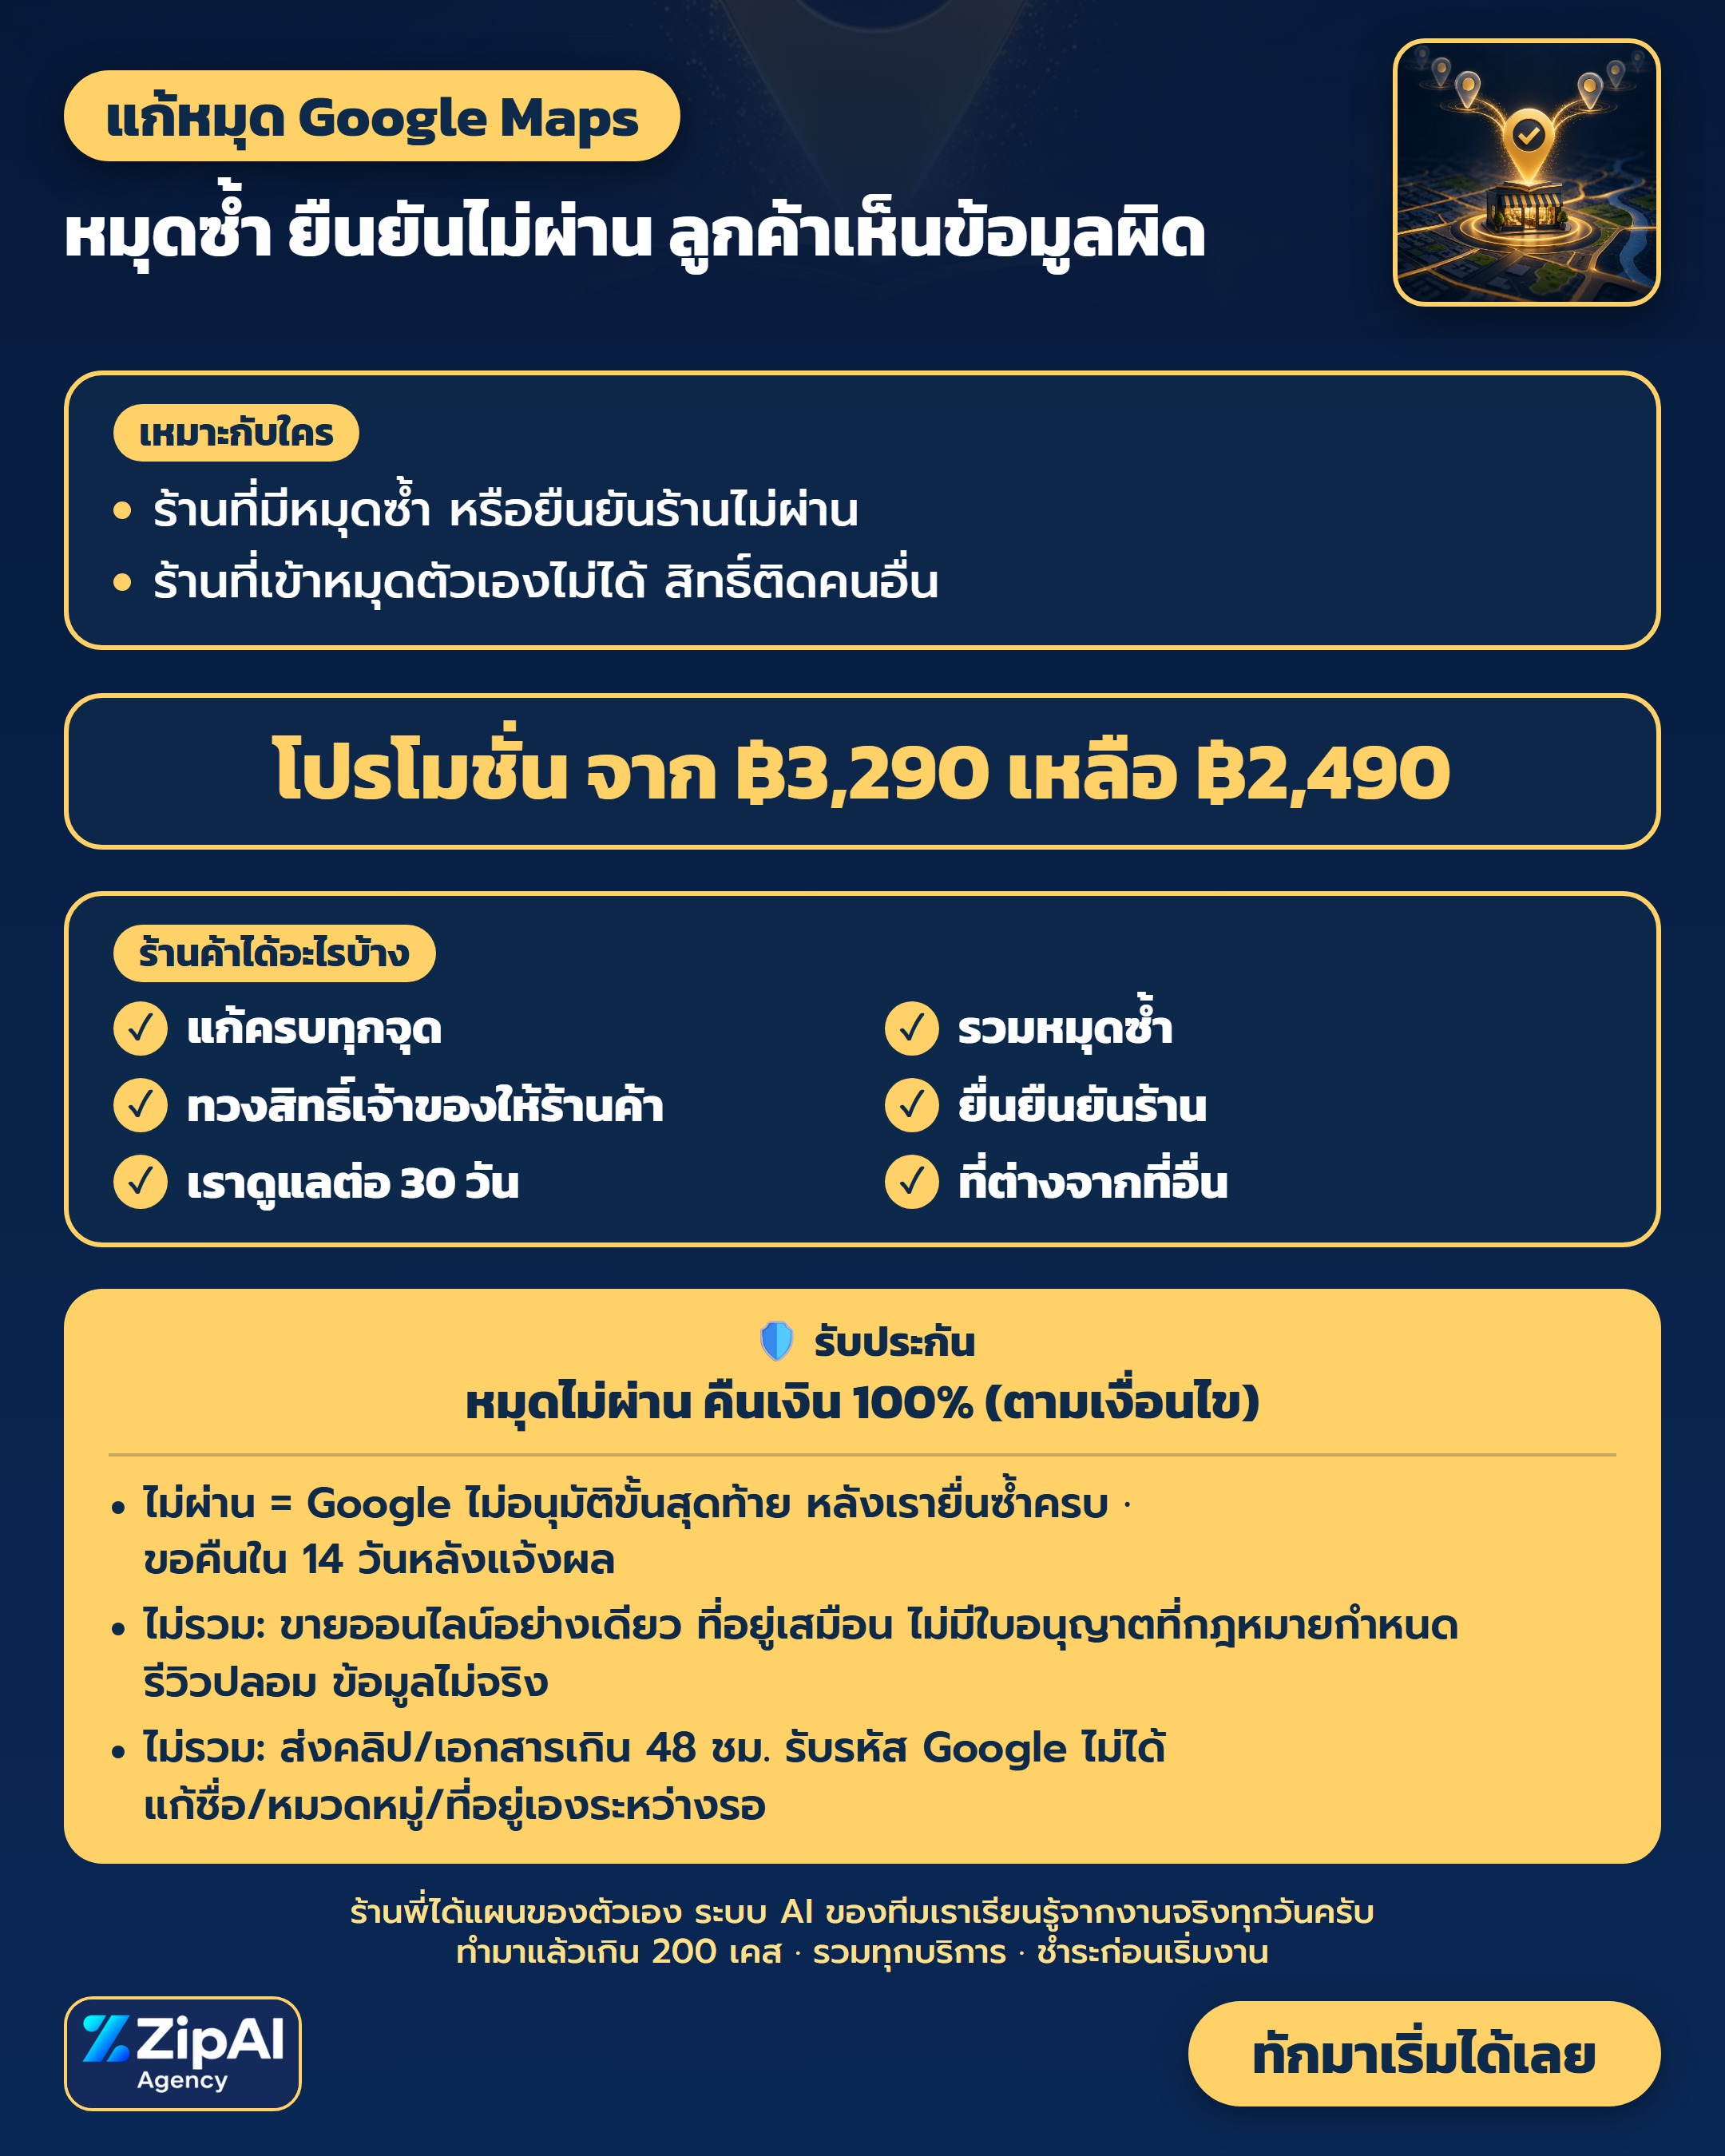 แก้หมุด Google Maps
หมุดซ้ำ ยืนยันไม่ผ่าน ลูกค้าเห็นข้อมูลผิด
เหมาะกับใคร
ร้านที่มีหมุดซ้ำ หรือยืนยันร้านไม่ผ่าน
ร้านที่เข้าหมุดตัวเองไม่ได้ สิทธิ์ติดคนอื่น
โปรโมชั่น จาก ฿3,290 เหลือ ฿2,490
ร้านค้าได้อะไรบ้าง
✓ แก้ครบทุกจุด
✓ รวมหมุดซ้ำ
✓ ทวงสิทธิ์เจ้าของให้ร้านค้า
✓ ยื่นยืนยันร้าน
✓ เราดูแลต่อ 30 วัน
✓ ที่ต่างจากที่อื่น
รับประกัน
หมุดไม่ผ่าน คืนเงิน 100% (ตามเงื่อนไข)
• ไม่ผ่าน = Google ไม่อนุมัติขั้นสุดท้าย หลังเรายื่นซ้ำครบ ·
ขอคืนใน 14 วันหลังแจ้งผล
• ไม่รวม: ขายออนไลน์อย่างเดียว ที่อยู่เสมือน ไม่มีใบอนุญาตที่กฎหมายกำหนด
รีวิวปลอม ข้อมูลไม่จริง
• ไม่รวม: ส่งคลิป/เอกสารเกิน 48 ชม. รับรหัส Google ไม่ได้
แก้ชื่อ/หมวดหมู่/ที่อยู่เองระหว่างรอ
ร้านพี่ได้แผนของตัวเอง ระบบ AI ของทีมเราเรียนรู้จากงานจริงทุกวันครับ
ทำมาแล้วเกิน 200 เคส · รวมทุกบริการ · ชำระก่อนเริ่มงาน
ZipAI
Agency
ทักมาเริ่มได้เลย